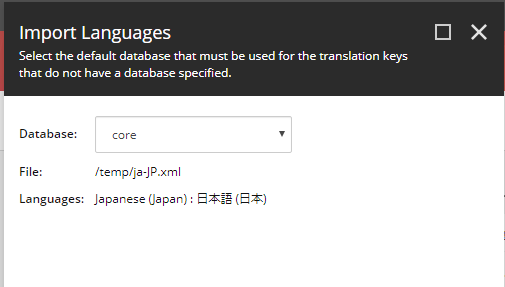 Import Languages
Select the default database that must be used for the translation keys
that do not have a database specified.
Database: core
File: /temp/ja-JP.xml
Languages: Japanese (Japan) : 日本語 (日本)